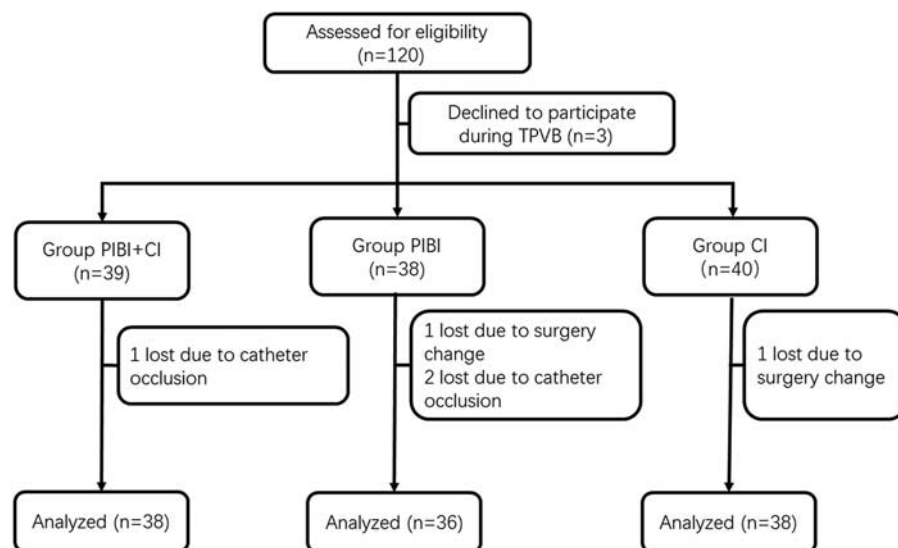 Assessed for eligibility
(n=120)
Declined to participate
during TPVB (n=3)
Group PIBI+CI
(n=39)
Group PIBI
(n=38)
Group CI
(n=40)
1 lost due to catheter
occlusion
1 lost due to surgery
change
2 lost due to catheter
occlusion
1 lost due to
surgery change
Analyzed (n=38)
Analyzed (n=36)
Analyzed (n=38)